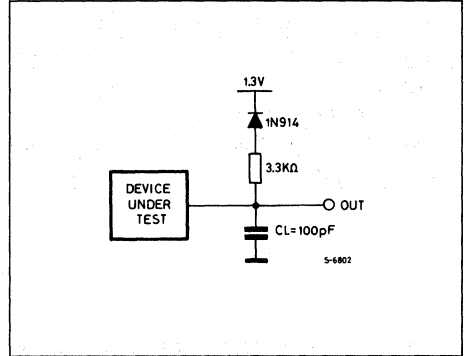 1.3V
1N914
3.3KΩ
DEVICE
UNDER
TEST
OUT
CL=100pF
S-6802